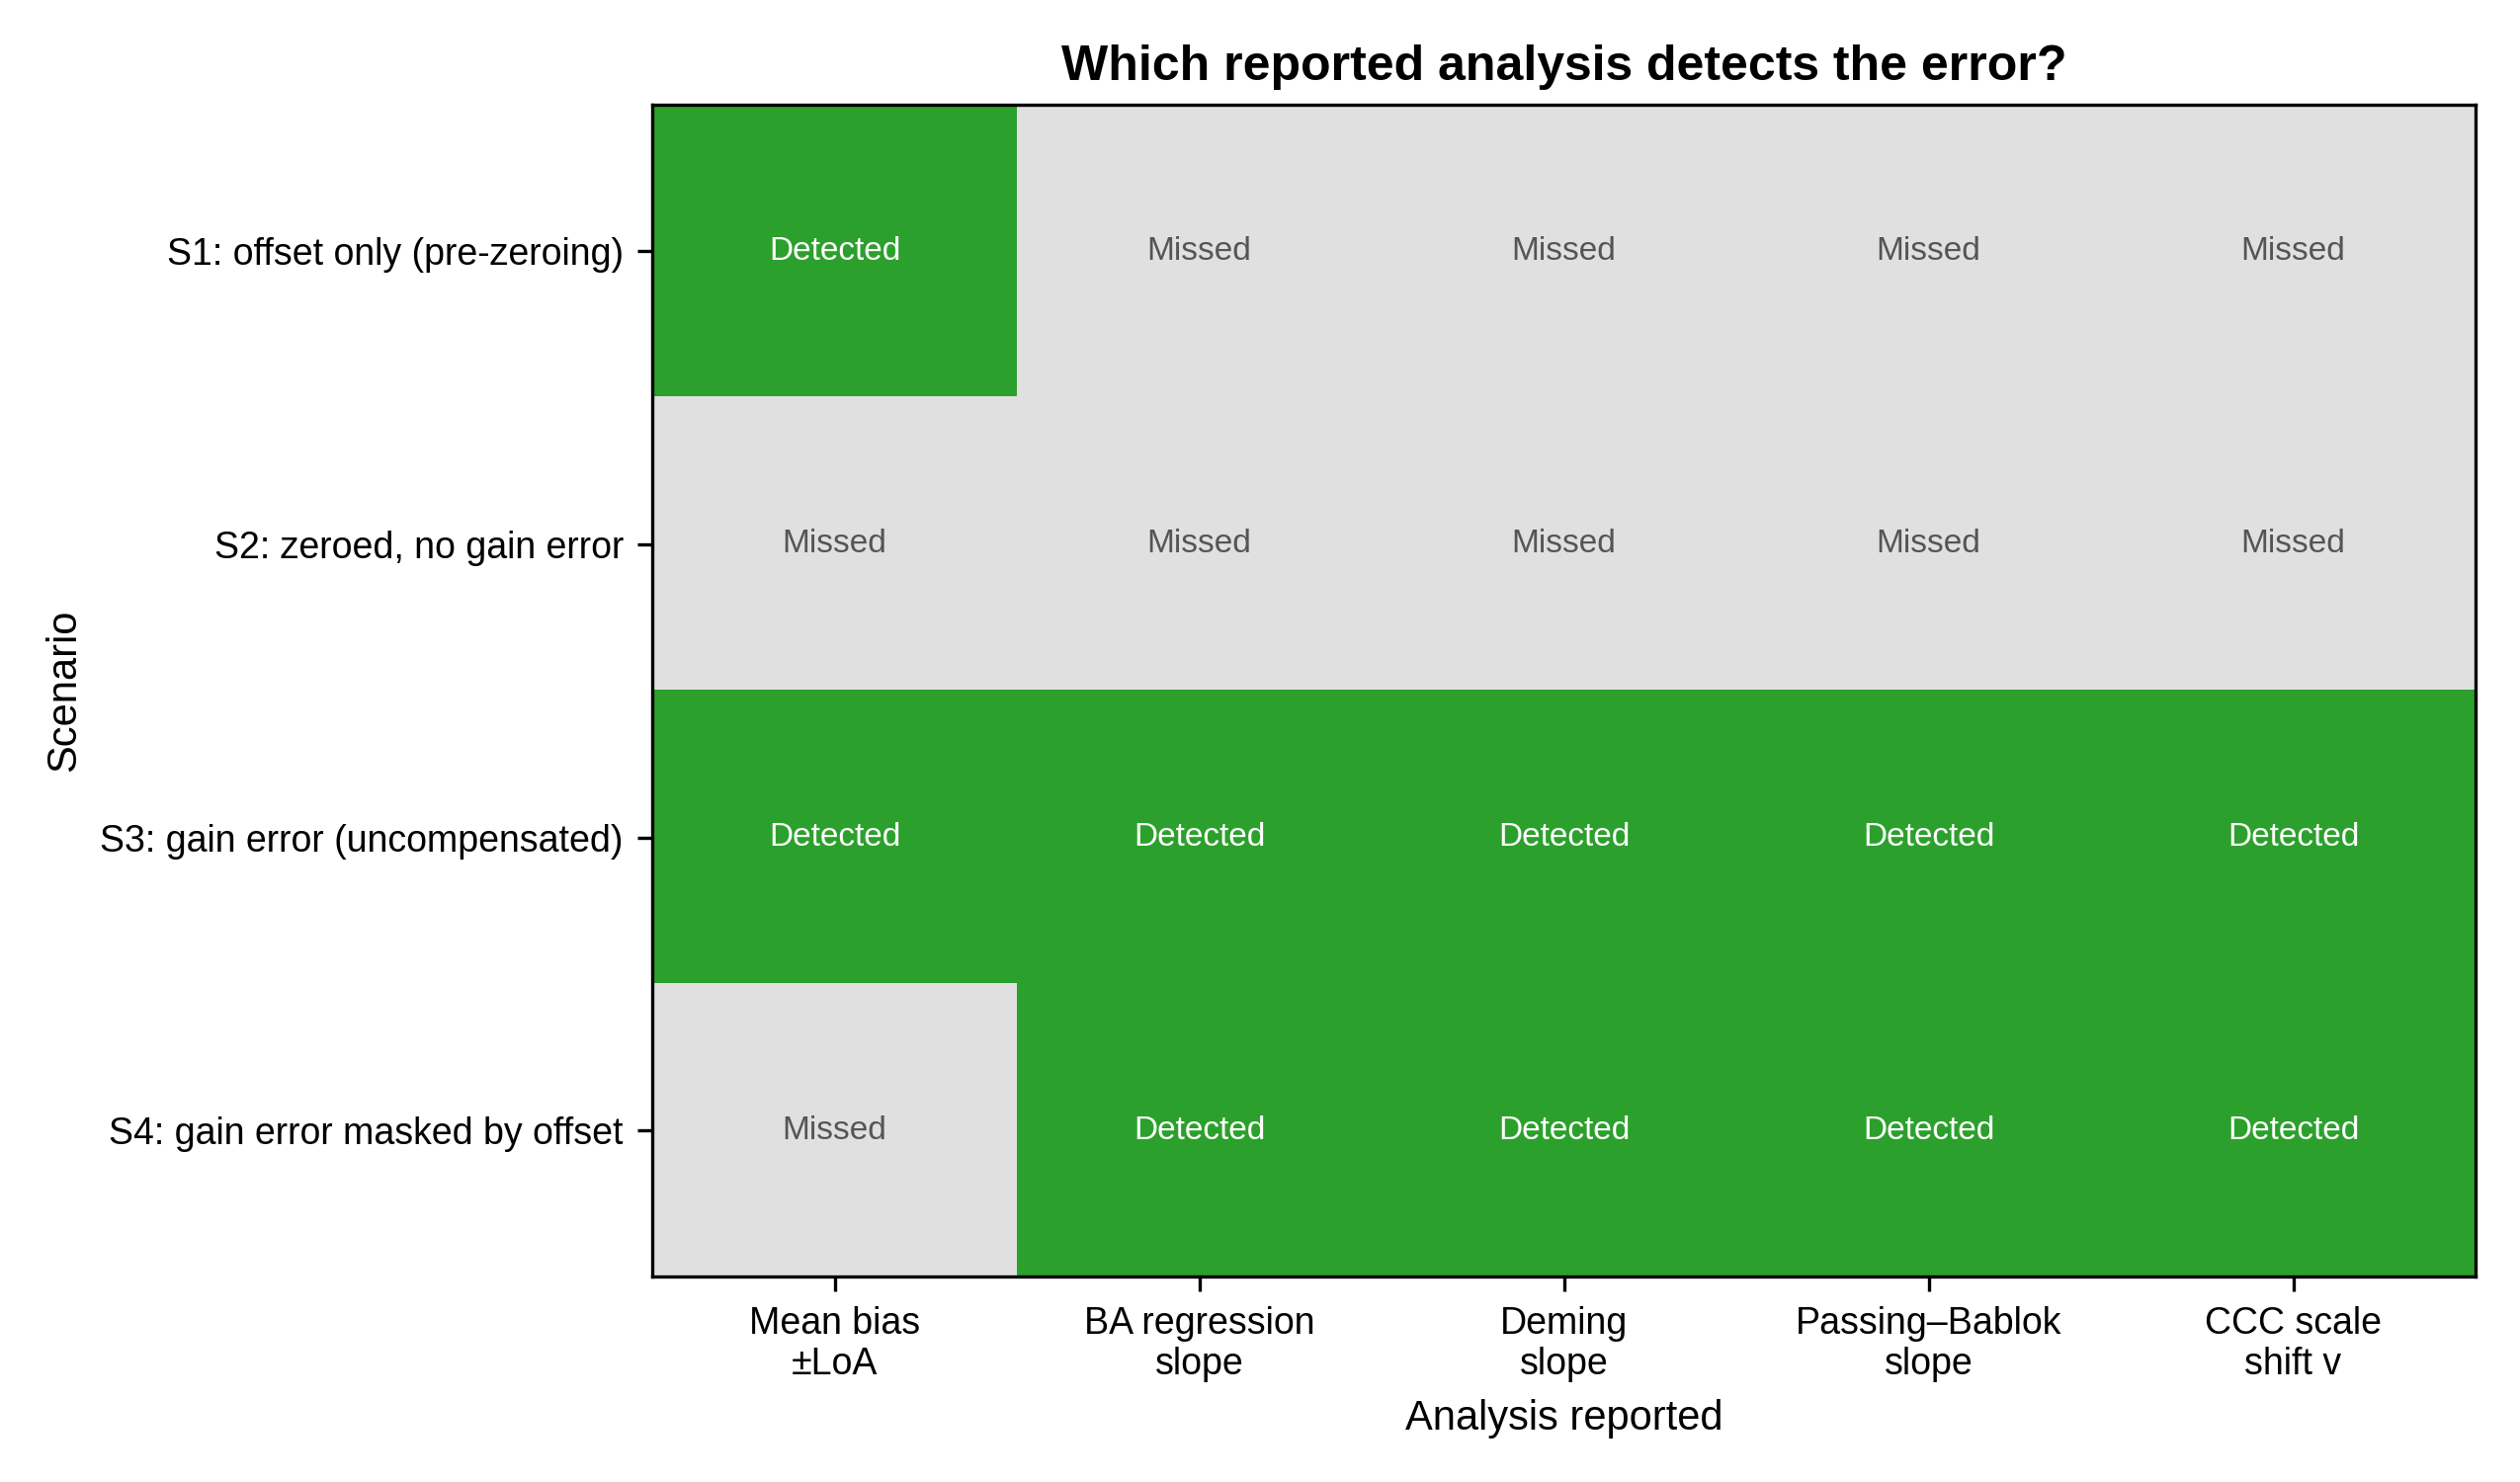 Which reported analysis detects the error?
Scenario
S1: offset only (pre-zeroing)
Detected
Missed
Missed
Missed
Missed
S2: zeroed, no gain error
Missed
Missed
Missed
Missed
Missed
S3: gain error (uncompensated)
Detected
Detected
Detected
Detected
Detected
S4: gain error masked by offset
Missed
Detected
Detected
Detected
Detected
Mean bias
±LoA
BA regression
slope
Deming
slope
Passing–Bablok
slope
CCC scale
shift v
Analysis reported